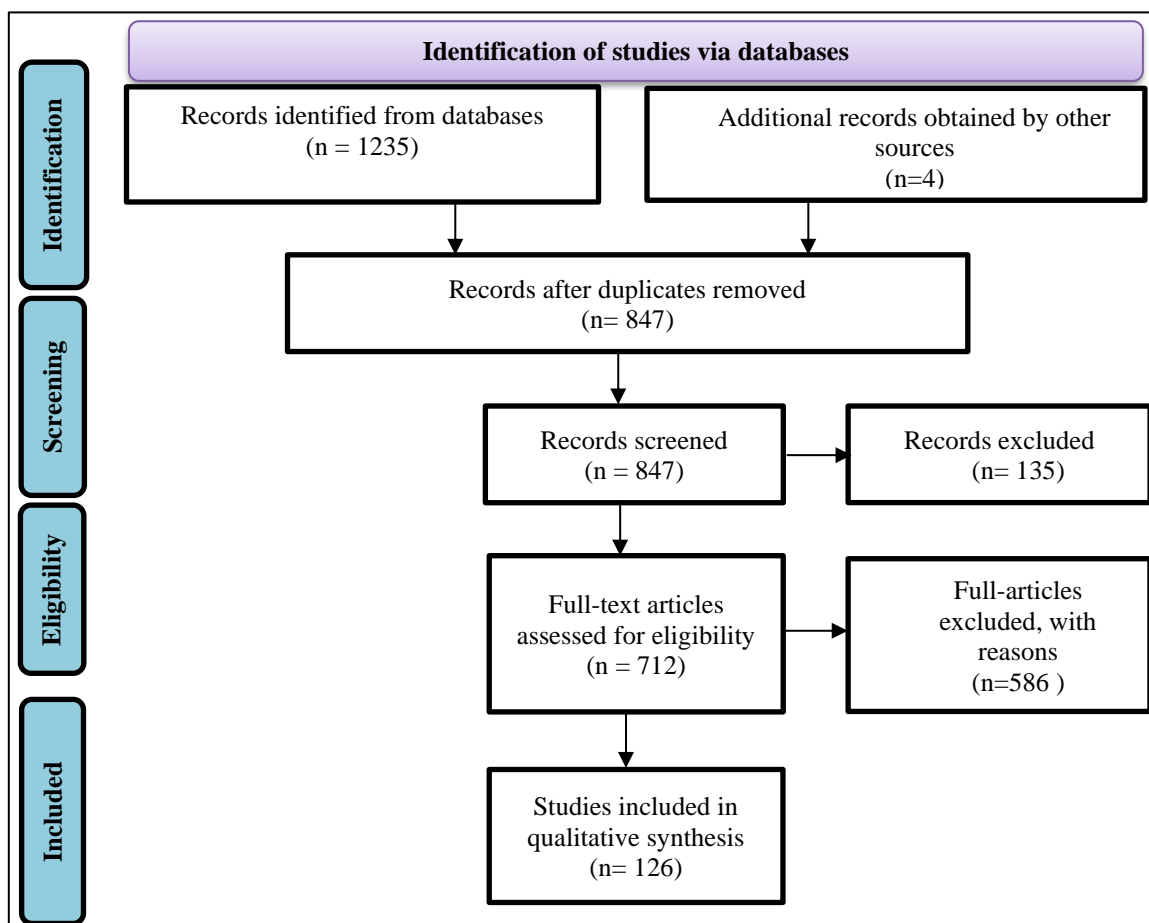 Identification of studies via databases
Identification
Records identified from databases
(n = 1235)
Additional records obtained by other
sources
(n=4)
Records after duplicates removed
(n= 847)
Screening
Records screened
(n = 847)
Records excluded
(n= 135)
Eligibility
Full-text articles
assessed for eligibility
(n = 712)
Full-articles
excluded, with
reasons
(n=586 )
Included
Studies included in
qualitative synthesis
(n= 126)